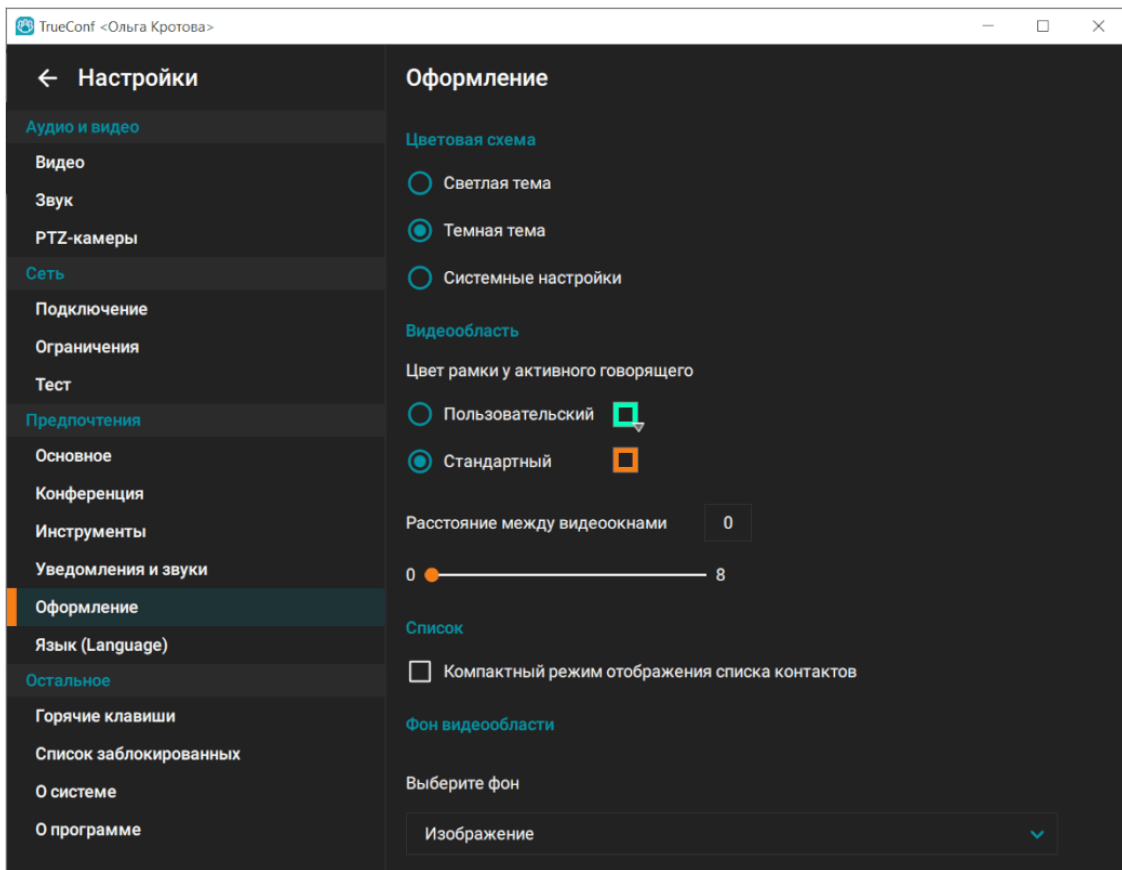 TrueConf <Ольга Кротова>
Настройки
Аудио и видео
Видео
Звук
PTZ-камеры
Сеть
Подключение
Ограничения
Тест
Предпочтения
Основное
Конференция
Инструменты
Уведомления и звуки
Оформление
Язык (Language)
Остальное
Горячие клавиши
Список заблокированных
О системе
О программе
Оформление
Цветовая схема
Светлая тема
Темная тема
Системные настройки
Видеообласть
Цвет рамки у активного говорящего
Пользовательский
Стандартный
Расстояние между видеоокнами 0
0 8
Список
Компактный режим отображения списка контактов
Фон видеообласти
Выберите фон
Изображение